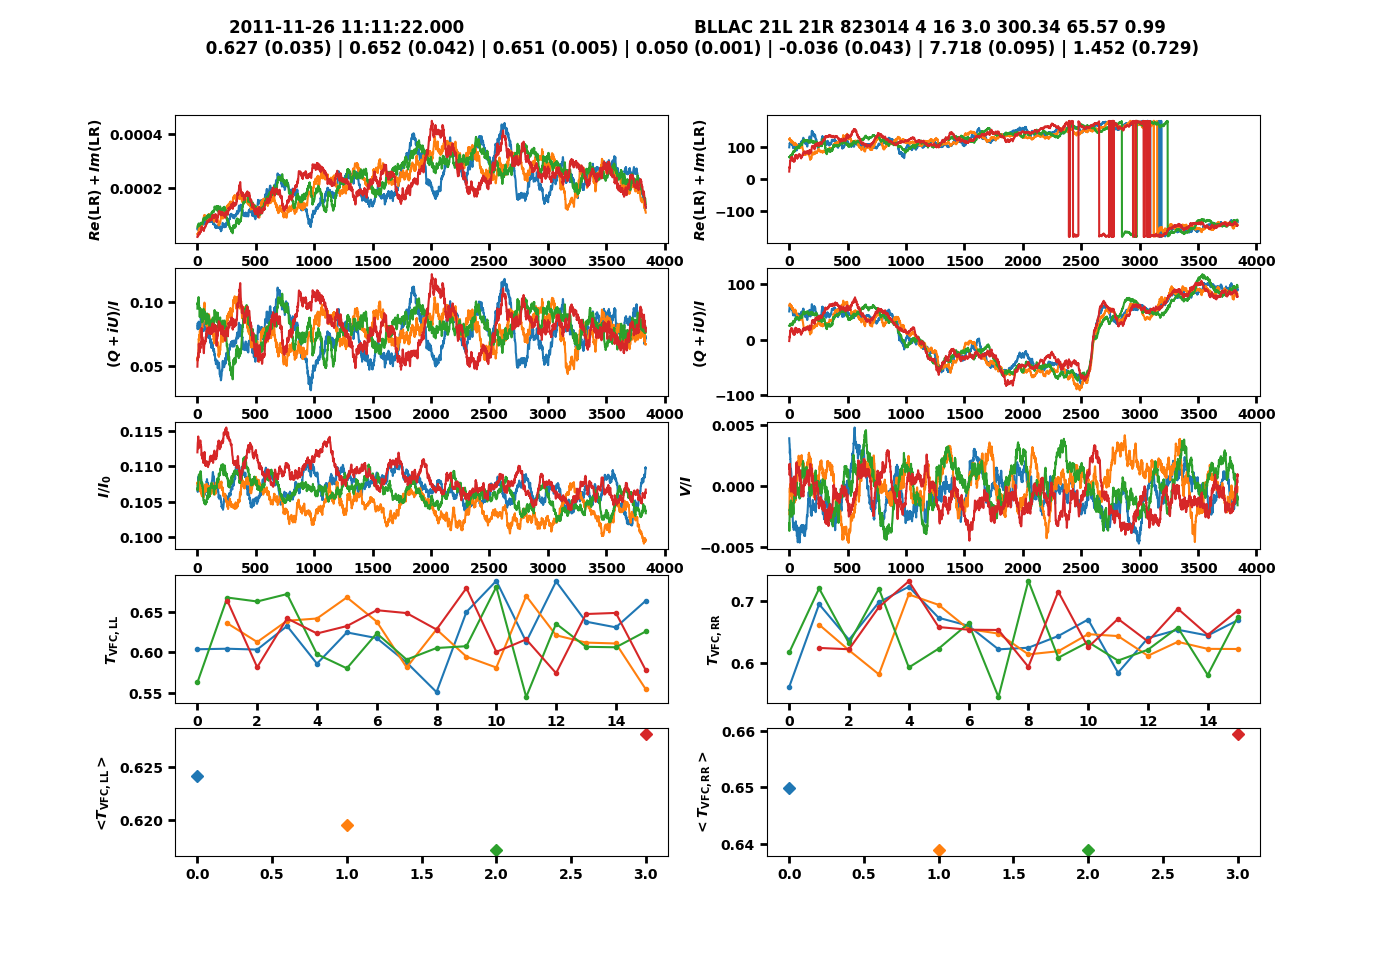 2011-11-26 11:11:22.000 BLLAC 21L 21R 823014 4 16 3.0 300.34 65.57 0.99
0.627 (0.035) | 0.652 (0.042) | 0.651 (0.005) | 0.050 (0.001) | -0.036 (0.043) | 7.718 (0.095) | 1.452 (0.729)
Re(LR) + Im(LR)
0.0004
0.0002
0 500 1000 1500 2000 2500 3000 3500 4000
Re(LR) + Im(LR)
100
0
−100
0 500 1000 1500 2000 2500 3000 3500 4000
(Q + iU)/I
0.10
0.05
0 500 1000 1500 2000 2500 3000 3500 4000
(Q + iU)/I
100
0
−100
0 500 1000 1500 2000 2500 3000 3500 4000
I/I0
0.115
0.110
0.105
0.100
0 500 1000 1500 2000 2500 3000 3500 4000
V/I
0.005
0.000
−0.005
0 500 1000 1500 2000 2500 3000 3500 4000
TVFC, LL
0.65
0.60
0.55
0 2 4 6 8 10 12 14
TVFC, RR
0.7
0.6
0 2 4 6 8 10 12 14
<TVFC, LL >
0.625
0.620
0.0 0.5 1.0 1.5 2.0 2.5 3.0
< TVFC, RR >
0.66
0.65
0.64
0.0 0.5 1.0 1.5 2.0 2.5 3.0